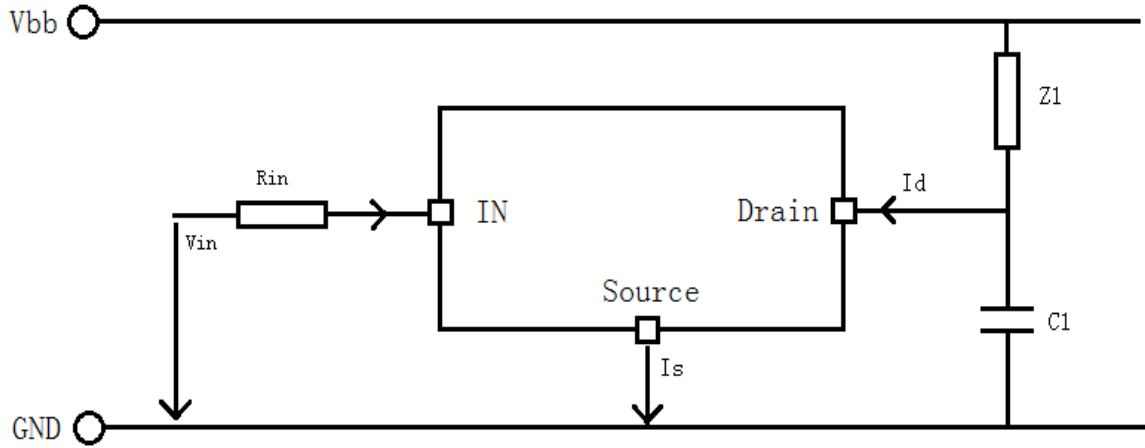 Vbb
Z1
Rin
Id
IN
Drain
Vin
Source
C1
Is
GND